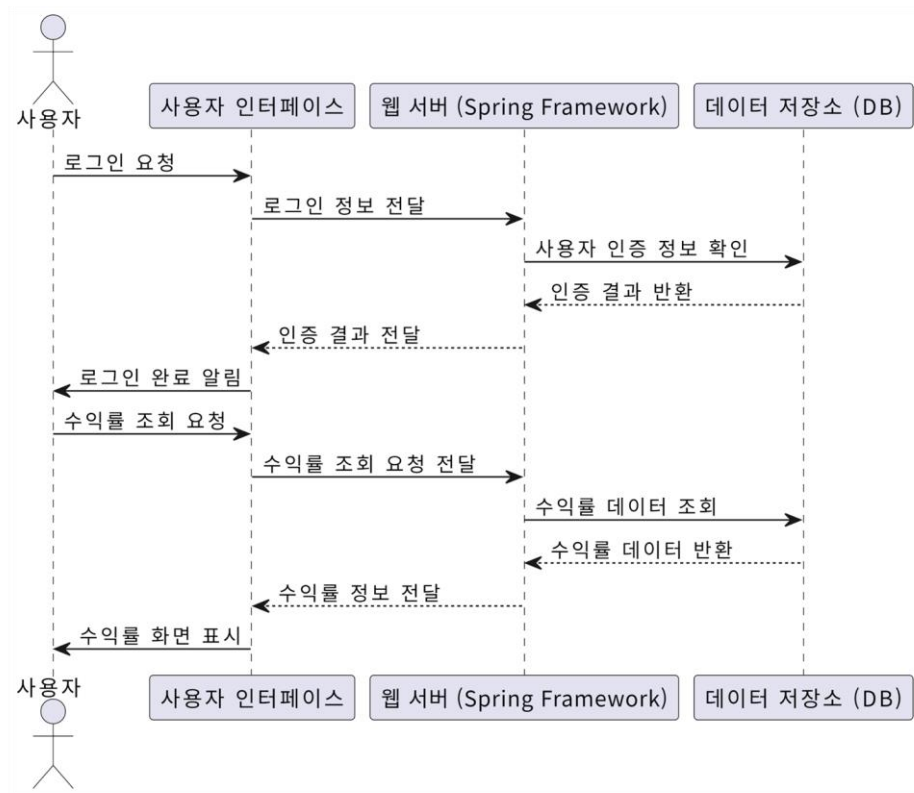 사용자
사용자 인터페이스
웹 서버 (Spring Framework)
데이터 저장소 (DB)
로그인 요청
로그인 정보 전달
사용자 인증 정보 확인
인증 결과 반환
인증 결과 전달
로그인 완료 알림
수익률 조회 요청
수익률 조회 요청 전달
수익률 데이터 조회
수익률 데이터 반환
수익률 정보 전달
수익률 화면 표시
사용자
사용자 인터페이스
웹 서버 (Spring Framework)
데이터 저장소 (DB)